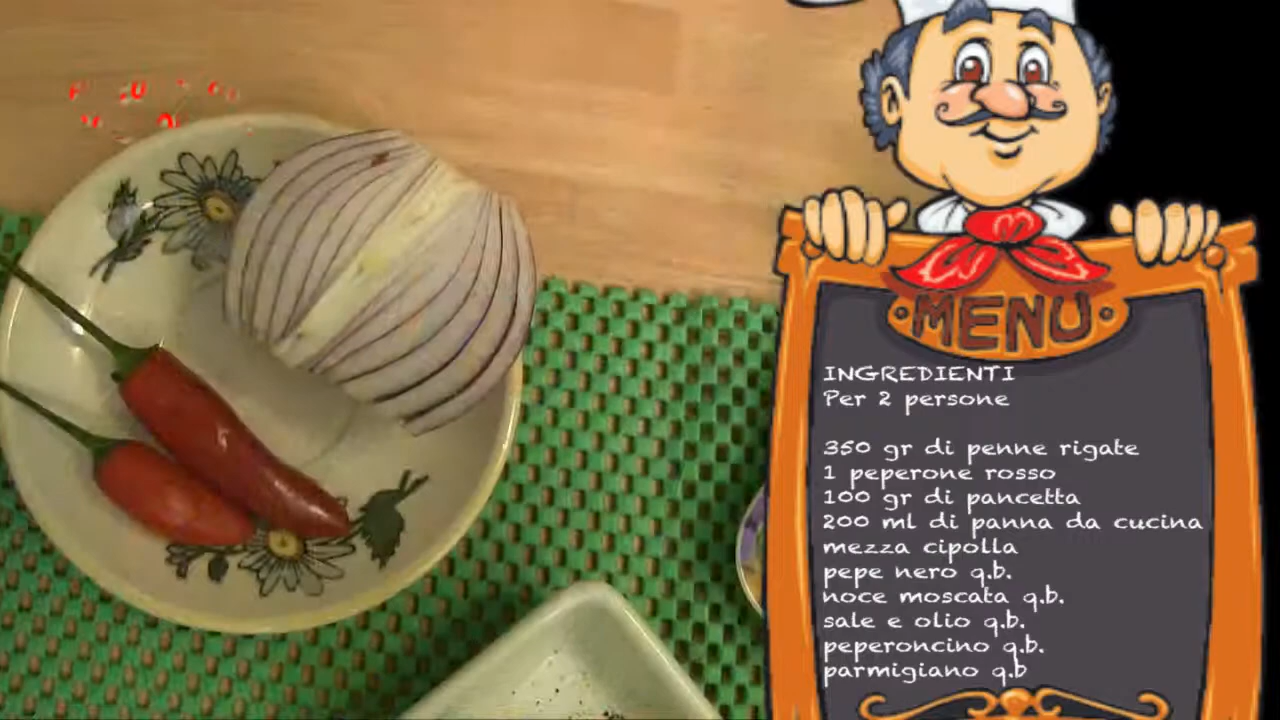 MENU
INGREDIENTI
Per 2 persone
350 gr di penne rigate
1 peperone rosso
100 gr di pancetta
200 ml di panna da cucina
mezza cipolla
pepe nero q.b.
noce moscata q.b.
sale e olio q.b.
peperoncino q.b.
parmigiano q.b